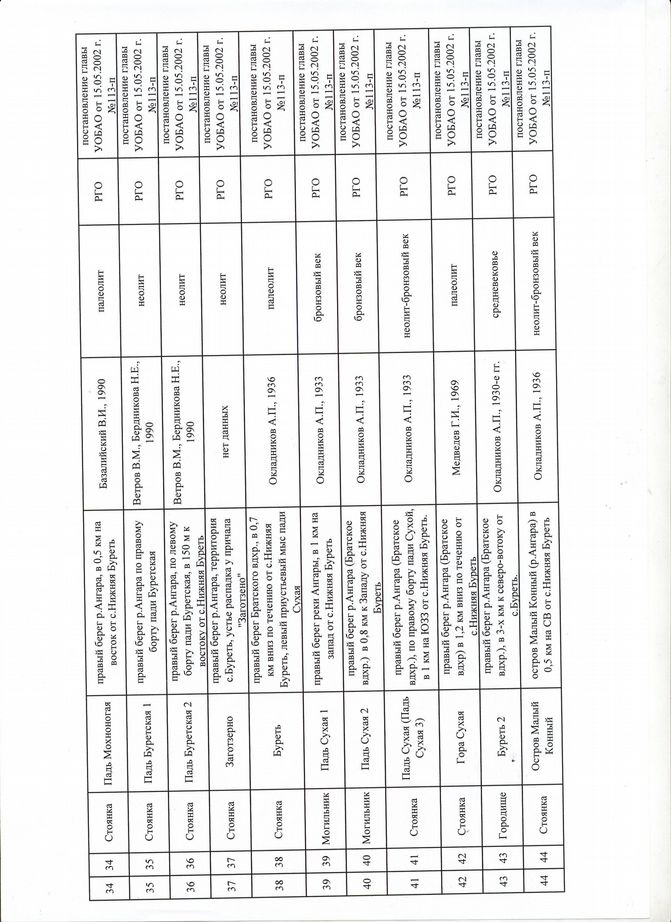 34 34 Стоянка Падь Мохноногая правый берег р.Ангара, в 0,5 км на
восток от с.Нижняя Буреть Базалийский В.И., 1990 палеолит РГО постановление главы
УОБАО от 15.05.2002 г.
№113-п
35 35 Стоянка Падь Буретская 1 правый берег р.Ангара по правому
борту пади Буретская Ветров В.М., Бердникова Н.Е.,
1990 неолит РГО постановление главы
УОБАО от 15.05.2002 г.
№113-п
36 36 Стоянка Падь Буретская 2 правый берег р.Ангара, по левому
борту пади Буретская, в 150 м к
востоку от с.Нижняя Буреть Ветров В.М., Бердникова Н.Е.,
1990 неолит РГО постановление главы
УОБАО от 15.05.2002 г.
№113-п
37 37 Стоянка Заготзерно правый берег р.Ангара, территория
с.Буреть, устье распадка у причала
"Заготзено" нет данных неолит РГО постановление главы
УОБАО от 15.05.2002 г.
№113-п
38 38 Стоянка Буреть правый берег Братского вдхр., в 0,7
км вниз по течению от с.Нижняя
Буреть, левый приустьевый мыс пади
Сухая Окладников А.П., 1936 палеолит РГО постановление главы
УОБАО от 15.05.2002 г.
№113-п
39 39 Могильник Падь Сухая 1 правый берег реки Ангары, в 1 км на
запад от с.Нижняя Буреть Окладников А.П., 1933 бронзовый век РГО постановление главы
УОБАО от 15.05.2002 г.
№113-п
40 40 Могильник Падь Сухая 2 правый берег р.Ангара (Братское
вдхр.) в 0,8 км к Западу от с.Нижняя
Буреть Окладников А.П., 1933 бронзовый век РГО постановление главы
УОБАО от 15.05.2002 г.
№113-п
41 41 Стоянка Падь Сухая (Падь
Сухая 3) правый берег р.Ангара (Братское
вдхр.), по правому борту пади Сухой,
в 1 км на ЮЗЗ от с.Нижняя Буреть. Окладников А.П., 1933 неолит-бронзовый век РГО постановление главы
УОБАО от 15.05.2002 г.
№113-п
42 42 Стоянка Гора Сухая правый берег р.Ангара (Братское
вдхр) в 1,2 км вниз по течению от
с.Нижняя Буреть Медведев Г.И., 1969 палеолит РГО постановление главы
УОБАО от 15.05.2002 г.
№113-п
43 43 Городище Буреть 2 правый берег р.Ангара (Братское
вдхр.), в 3-х км к северо-вотоку от
с.Буреть. Окладников А.П., 1930-е гг. средневековье РГО постановление главы
УОБАО от 15.05.2002 г.
№113-п
44 44 Стоянка Остров Малый
Конный остров Малый Конный (р.Ангара) в
0,5 км на СВ от с.Нижняя Буреть Окладников А.П., 1936 неолит-бронзовый век РГО постановление главы
УОБАО от 15.05.2002 г.
№113-п